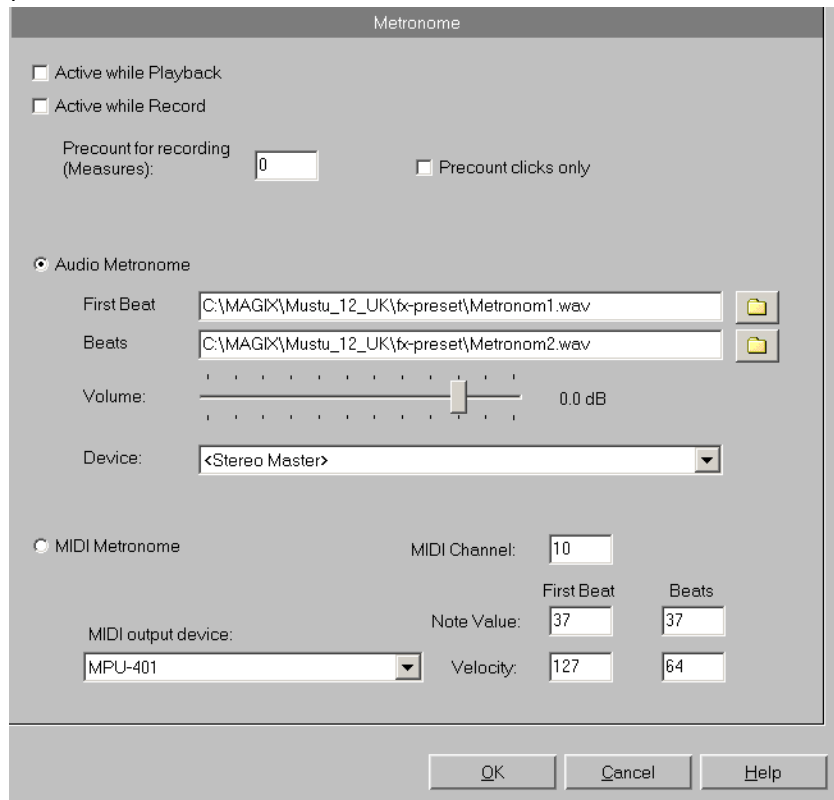 Metronome
Active while Playback
Active while Record
Precount for recording
(Measures):
0
Precount clicks only
Audio Metronome
First Beat C:\MAGIX\Mustu_12_UK\fx-preset\Metronom1.wav
Beats C:\MAGIX\Mustu_12_UK\fx-preset\Metronom2.wav
Volume: 0.0 dB
Device: <Stereo Master>
MIDI Metronome
MIDI Channel: 10
First Beat Beats
Note Value: 37 37
MIDI output device:
MPU-401
Velocity: 127 64
OK Cancel Help